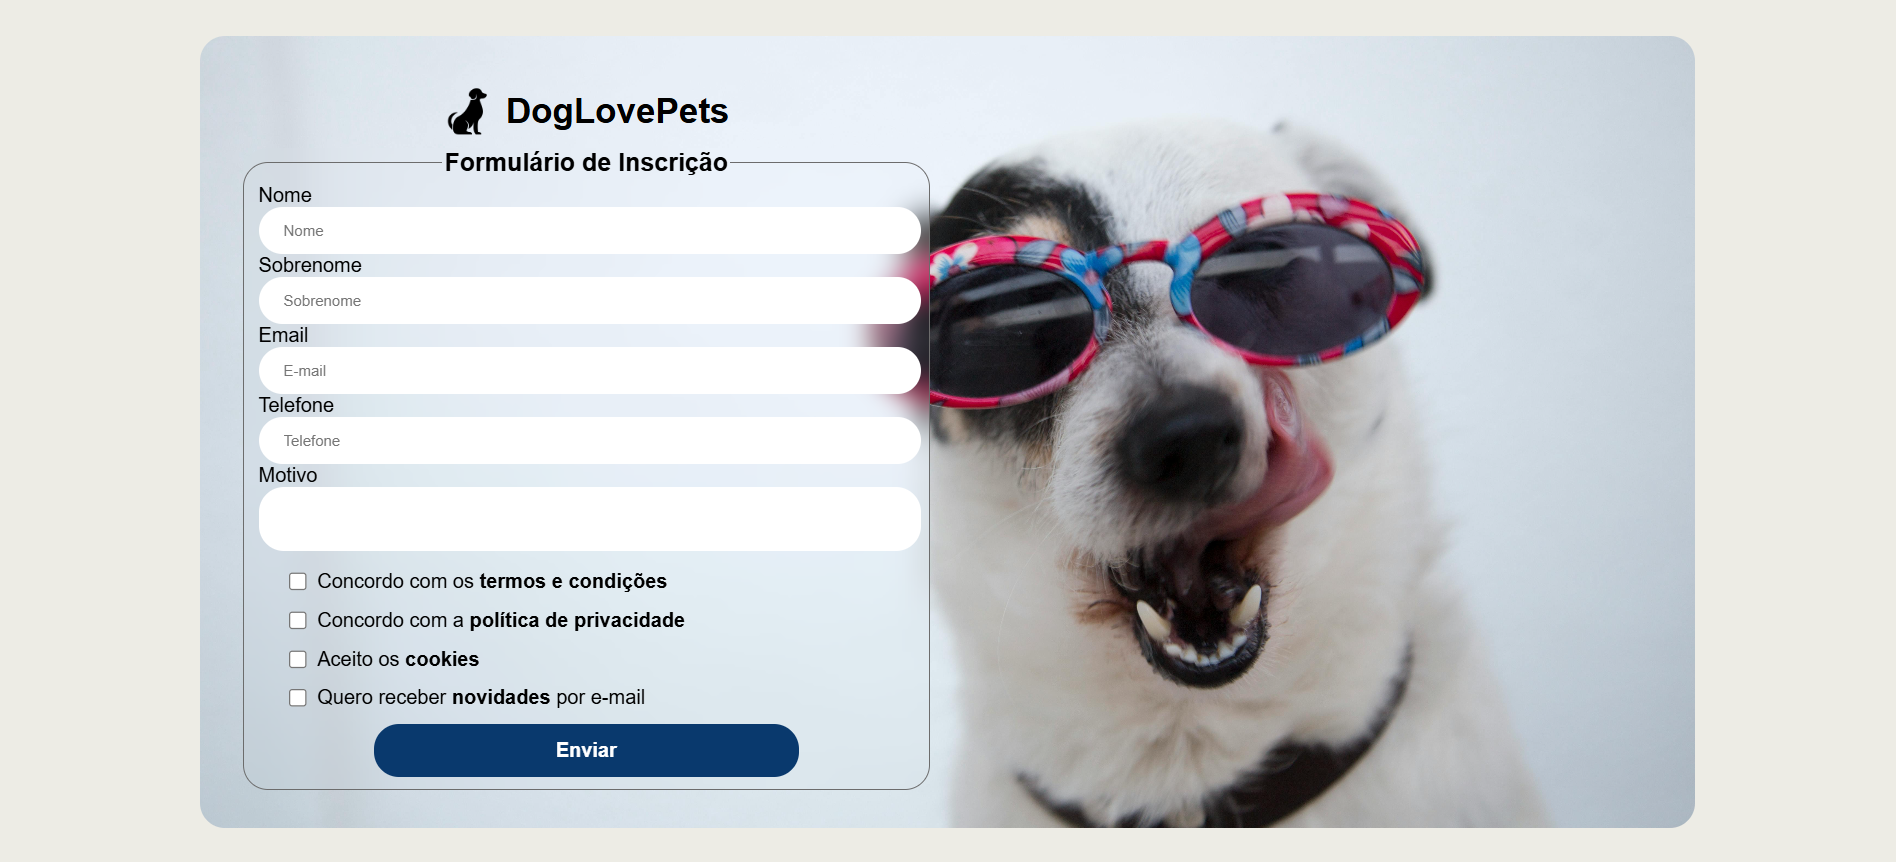 DogLovePets
Formulário de Inscrição
Nome
Nome
Sobrenome
Sobrenome
Email
E-mail
Telefone
Telefone
Motivo
Concordo com os termos e condições
Concordo com a política de privacidade
Aceito os cookies
Quero receber novidades por e-mail
Enviar